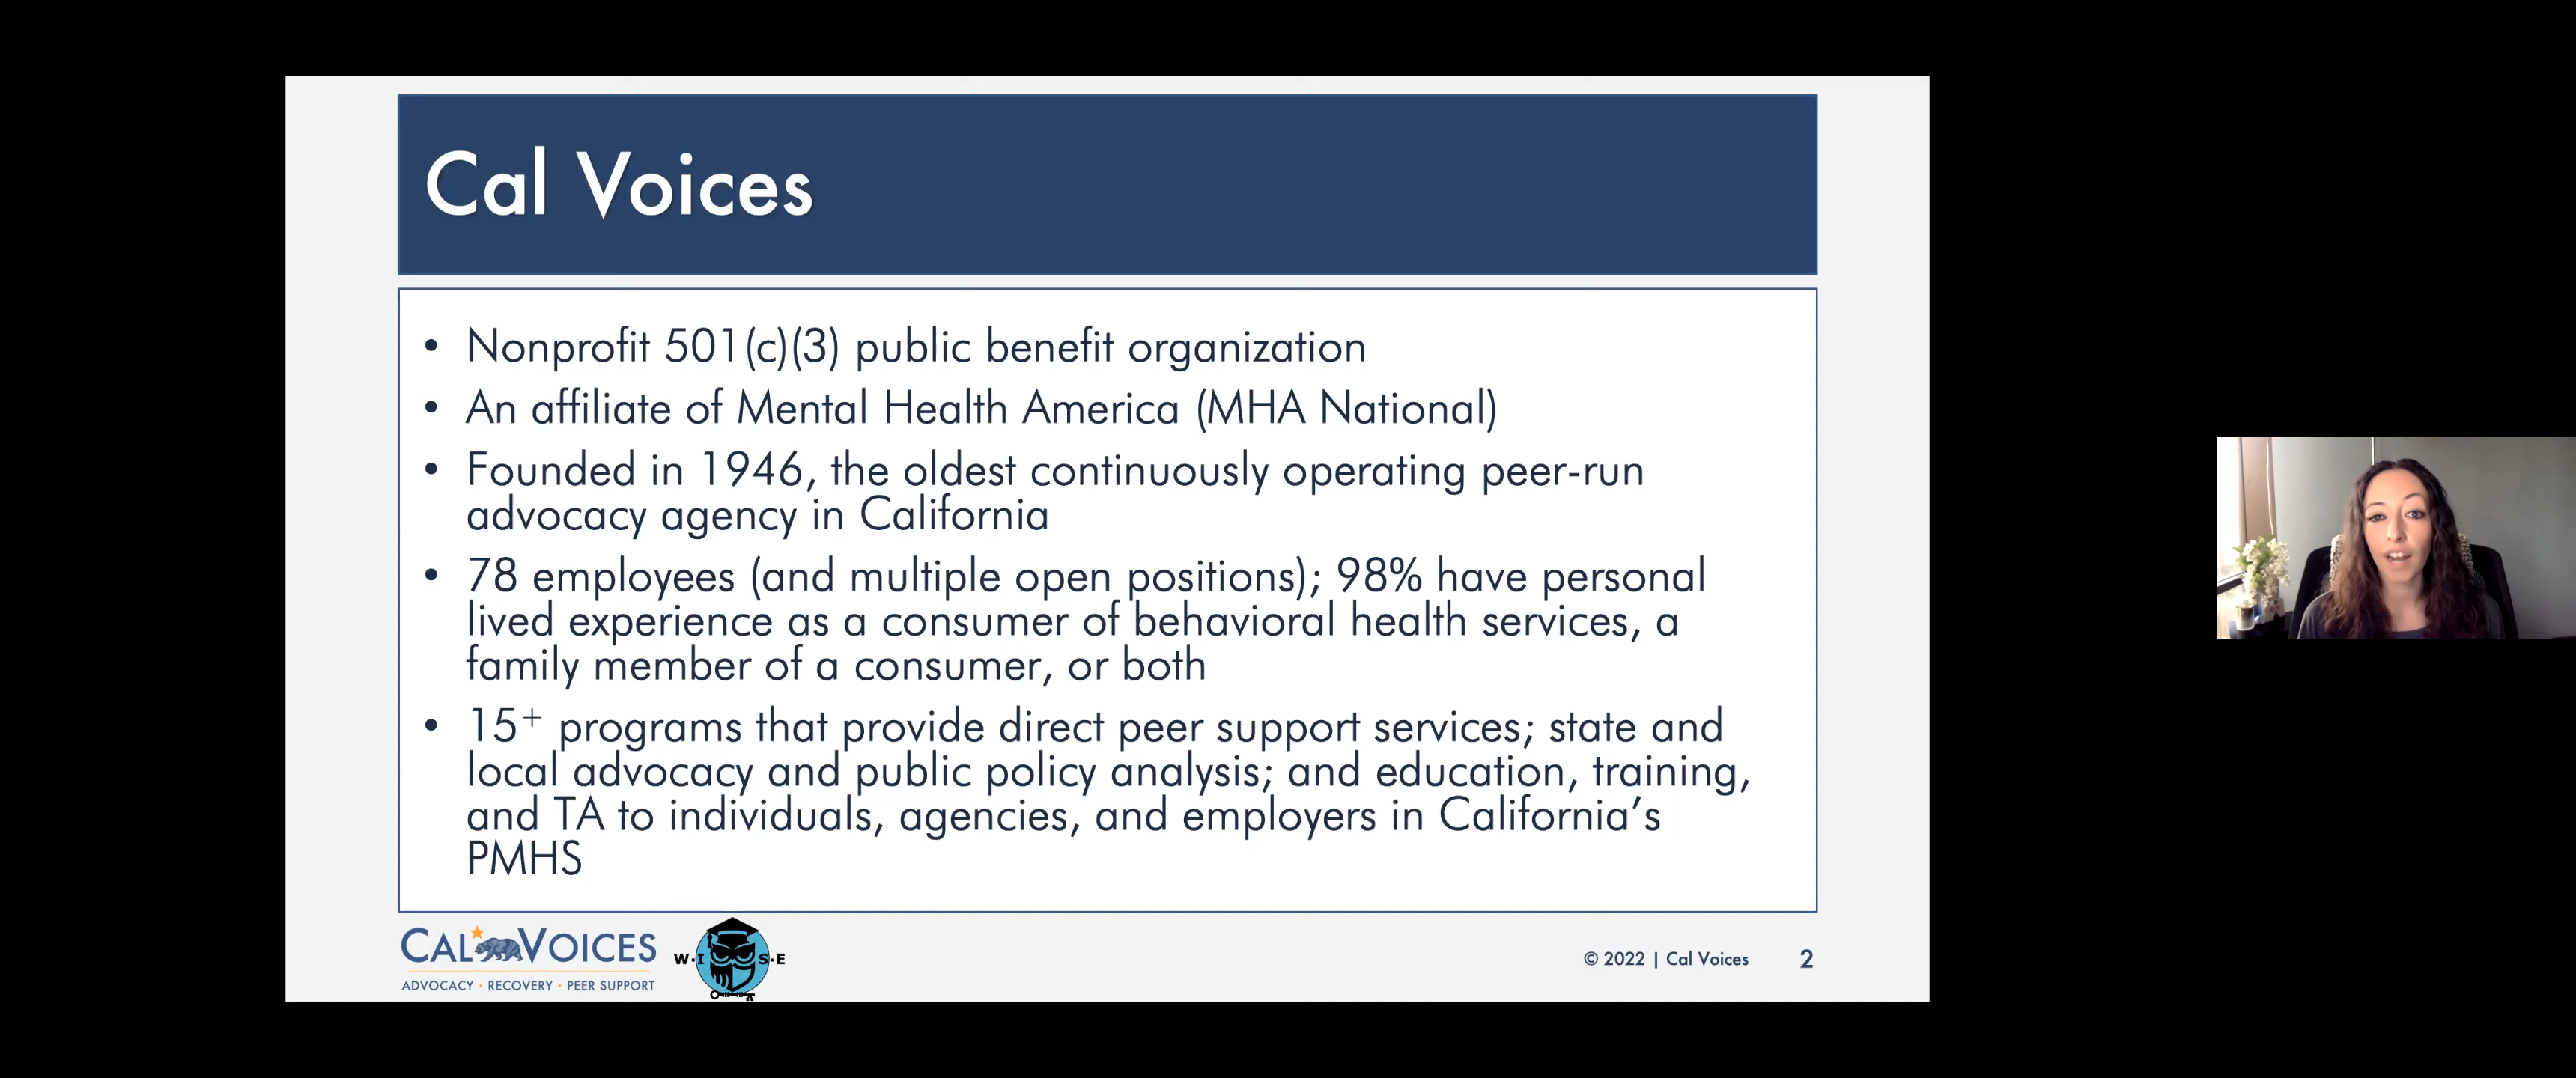 Cal Voices
• Nonprofit 501(c)(3) public benefit organization
• An affiliate of Mental Health America (MHA National)
• Founded in 1946, the oldest continuously operating peer-run
advocacy agency in California
• 78 employees (and multiple open positions); 98% have personal
lived experience as a consumer of behavioral health services, a
family member of a consumer, or both
• 15+ programs that provide direct peer support services; state and
local advocacy and public policy analysis; and education, training,
and TA to individuals, agencies, and employers in California’s
PMHS
CAL VOICES
ADVOCACY • RECOVERY • PEER SUPPORT
W•I S•E
© 2022 | Cal Voices 2